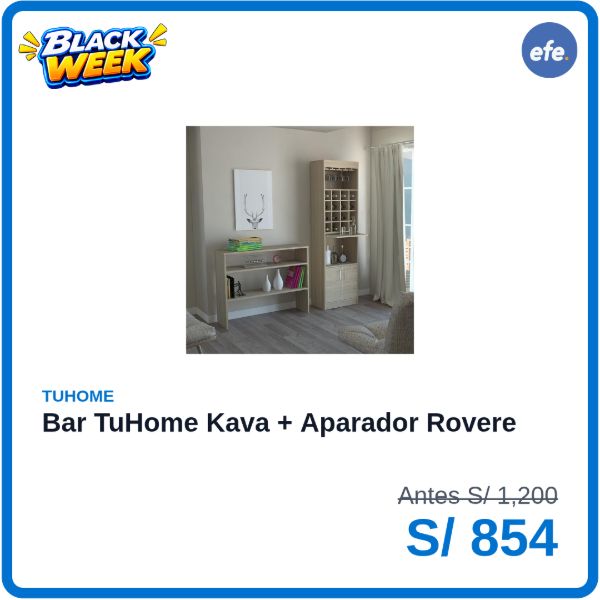 BLACK
WEEK
efe.
TUHOME
Bar TuHome Kava + Aparador Rovere
Antes S/ 1,200
S/ 854